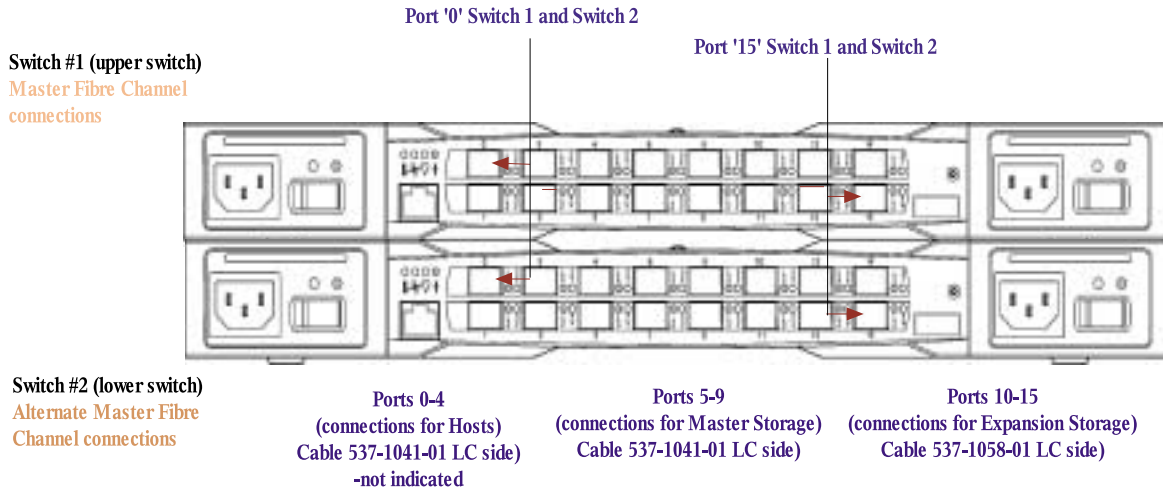 Port '0' Switch 1 and Switch 2
Port '15' Switch 1 and Switch 2
Switch #1 (upper switch)
Master Fibre Channel
connections
Switch #2 (lower switch)
Alternate Master Fibre
Channel connections
Ports 0-4
(connections for Hosts)
Cable 537-1041-01 LC side)
-not indicated
Ports 5-9
(connections for Master Storage)
Cable 537-1041-01 LC side)
Ports 10-15
(connections for Expansion Storage)
Cable 537-1058-01 LC side)